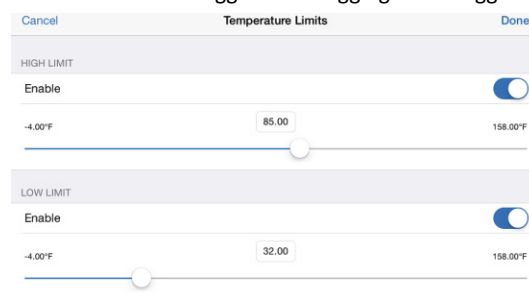 Cancel Temperature Limits Done
HIGH LIMIT
Enable
-4.00°F 85.00 158.00°F
LOW LIMIT
Enable
-4.00°F 32.00 158.00°F